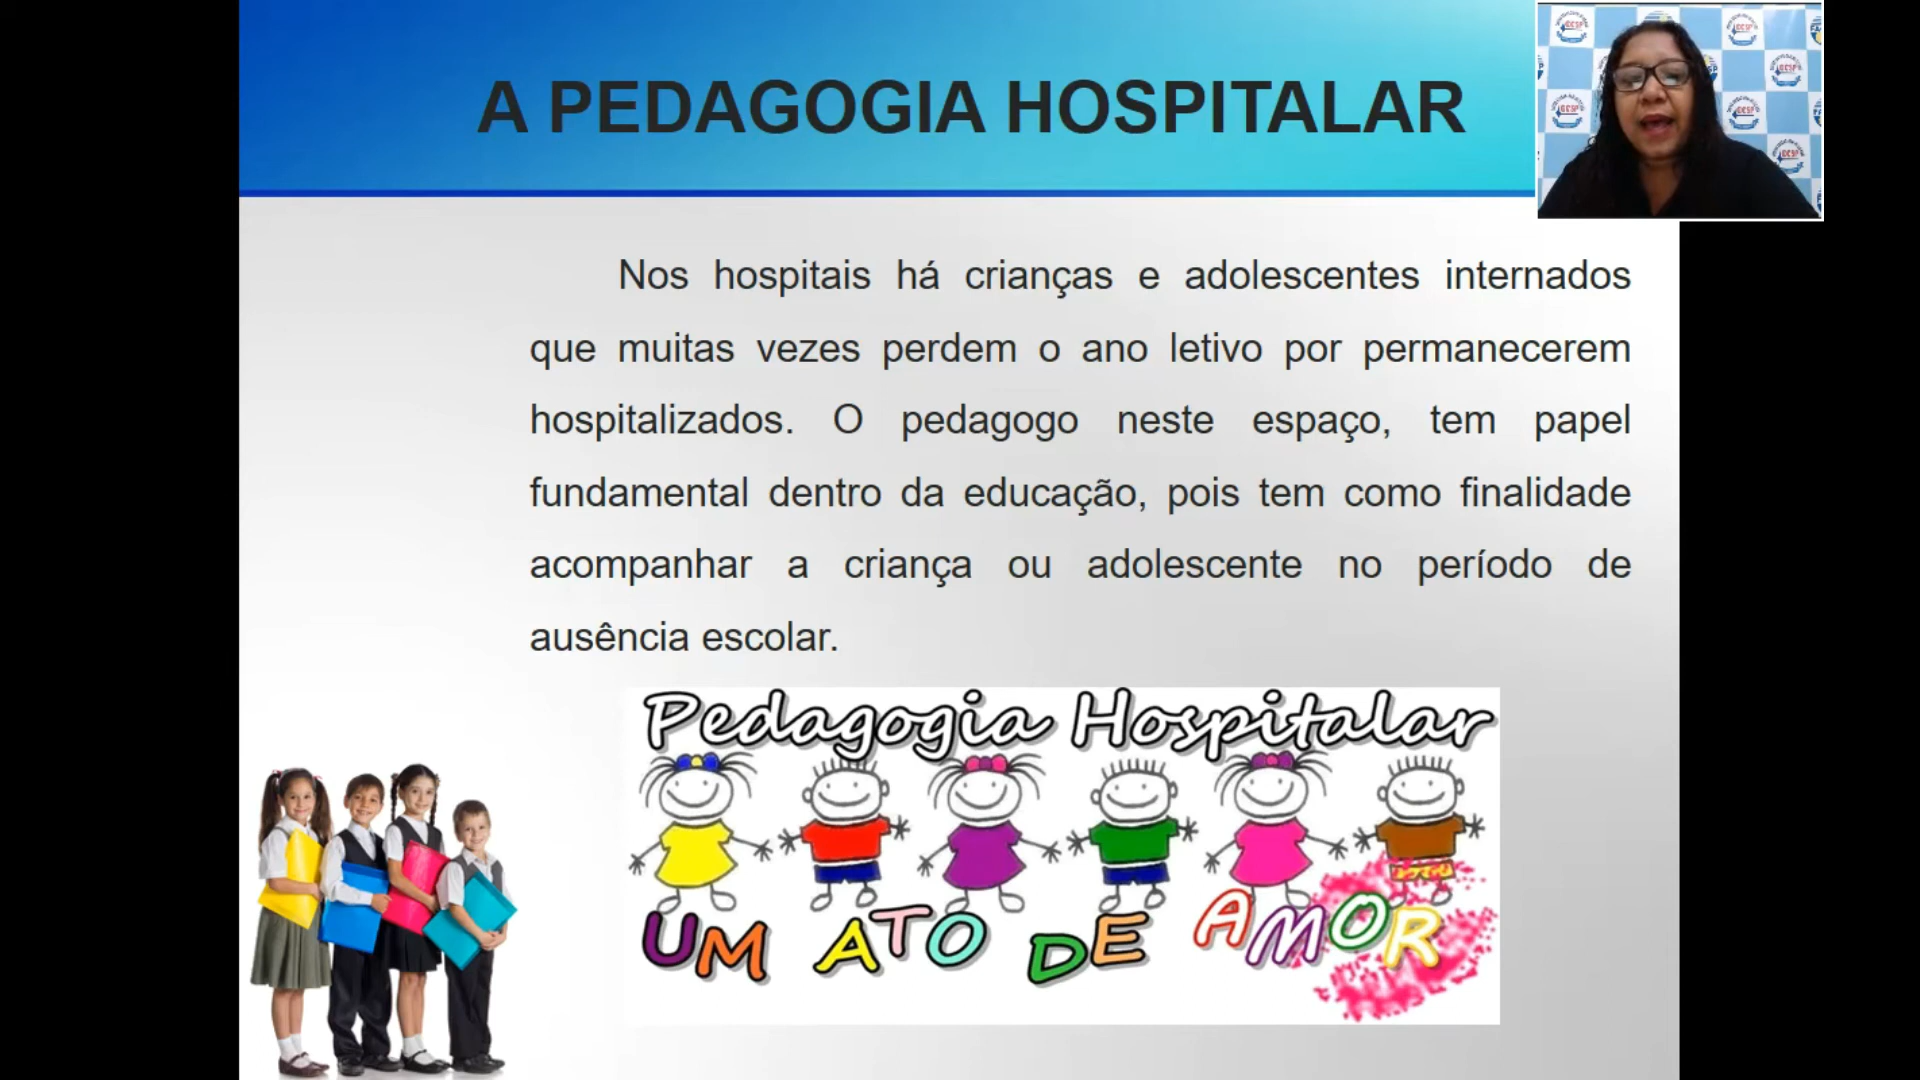 A PEDAGOGIA HOSPITALAR
Nos hospitais há crianças e adolescentes internados
que muitas vezes perdem o ano letivo por permanecerem
hospitalizados. O pedagogo neste espaço, tem papel
fundamental dentro da educação, pois tem como finalidade
acompanhar a criança ou adolescente no período de
ausência escolar.
Pedagogia Hospitalar
UM ATO DE AMOR